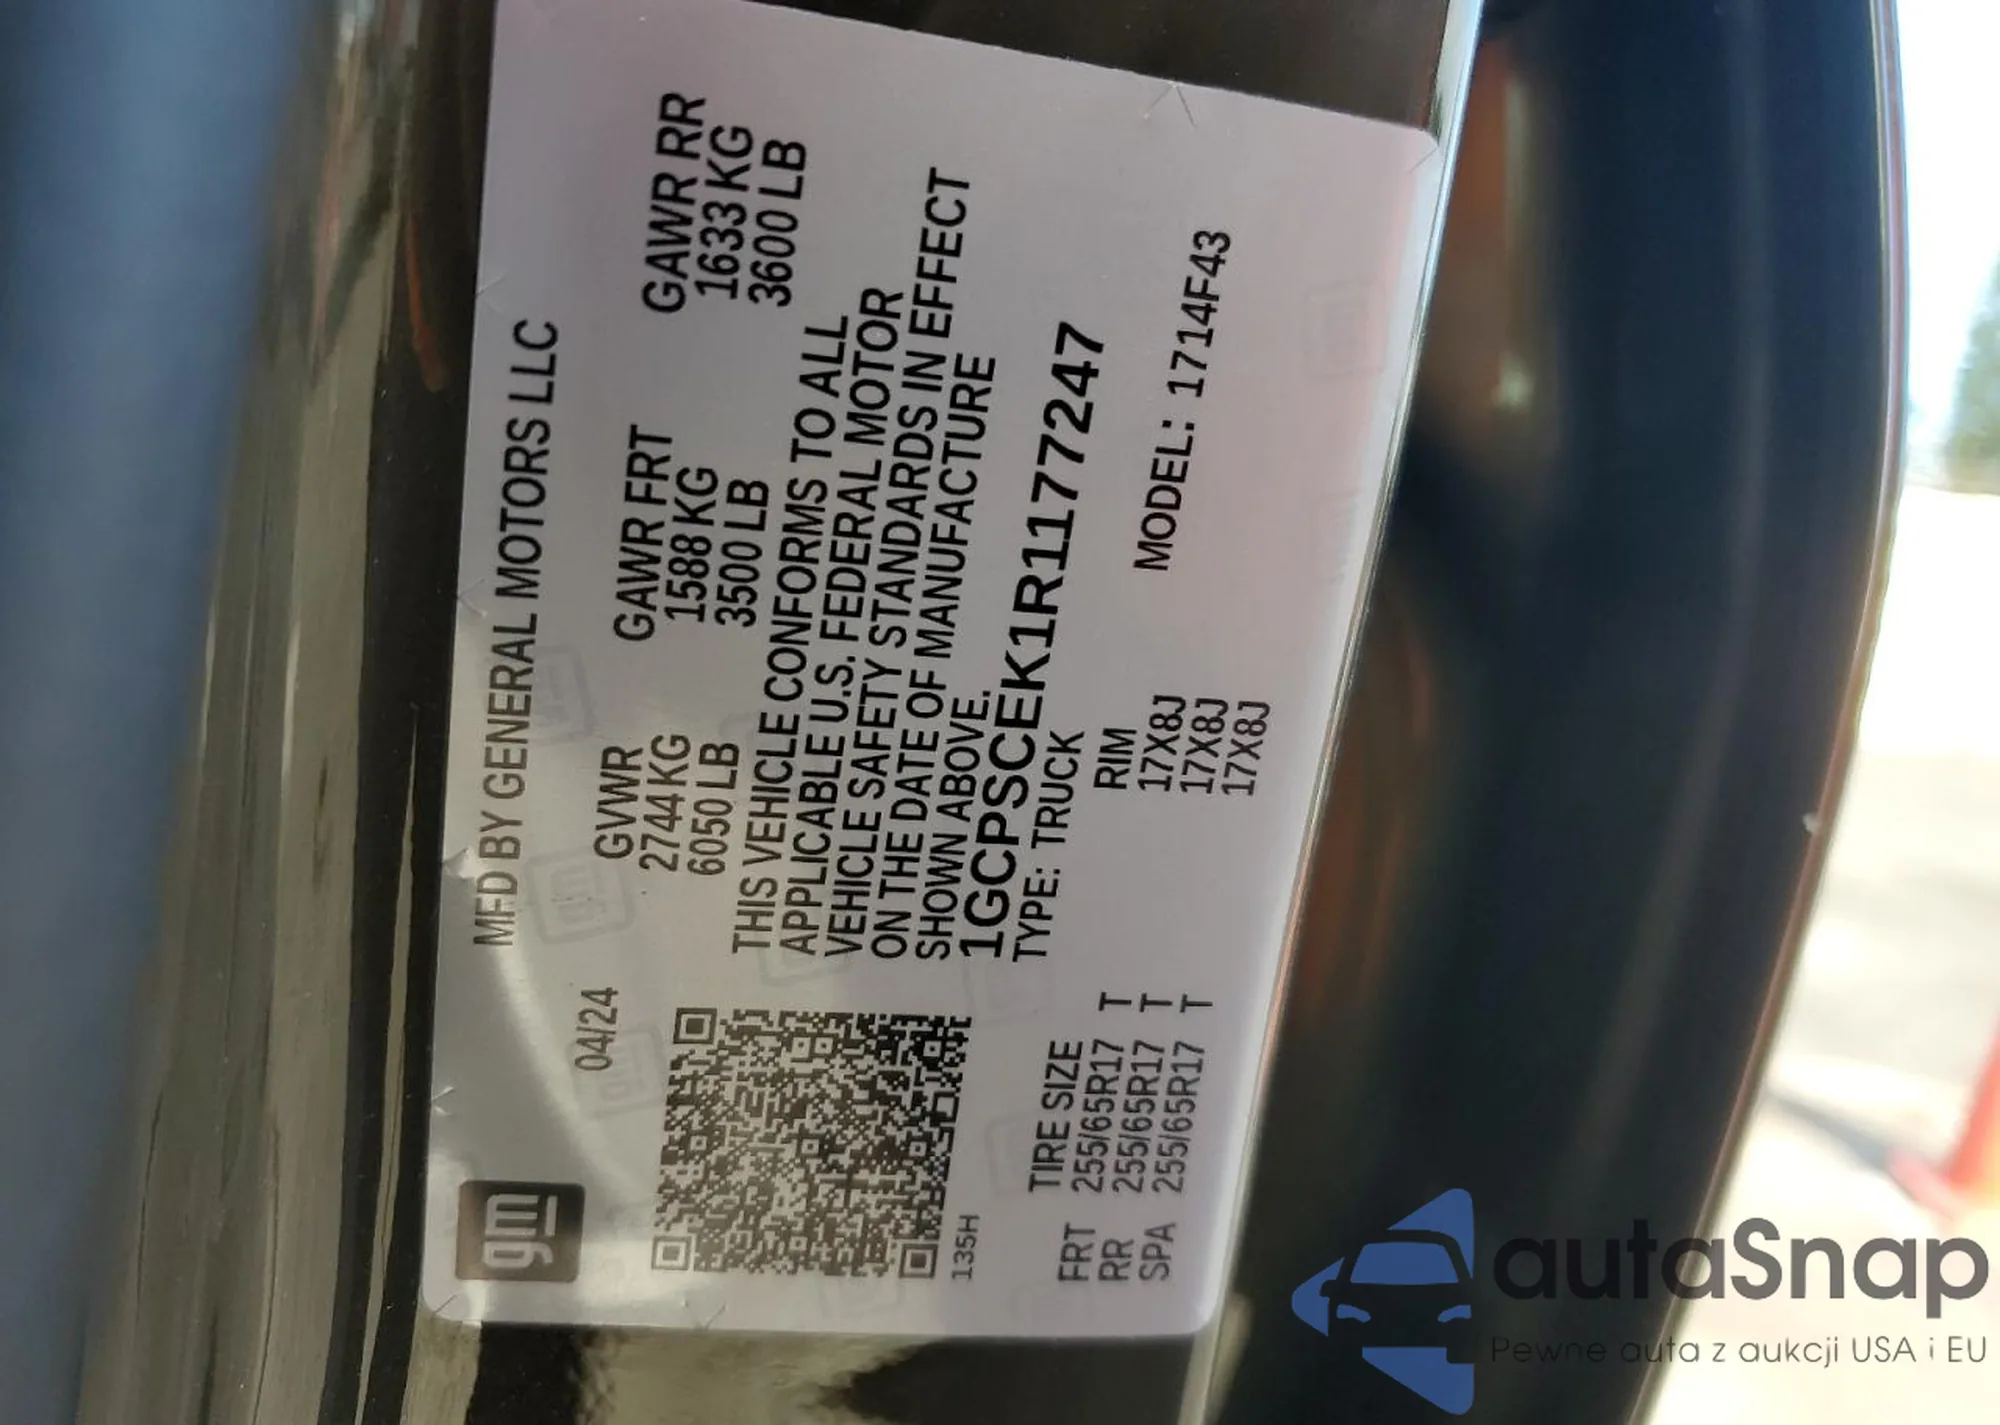 gm
MFD BY GENERAL MOTORS LLC
04/24
GVWR GAWR FRT GAWR RR
2744 KG 1588 KG 1633 KG
6050 LB 3500 LB 3600 LB
THIS VEHICLE CONFORMS TO ALL
APPLICABLE U.S. FEDERAL MOTOR
VEHICLE SAFETY STANDARDS IN EFFECT
ON THE DATE OF MANUFACTURE
SHOWN ABOVE.
1GCPSCEK1R1177247
TYPE: TRUCK
135H
MODEL: 1714F43
TIRE SIZE RIM
FRT 255/65R17 T 17X8J
RR 255/65R17 T 17X8J
SPA 255/65R17 T 17X8J
autaSnap
Pewne auta z aukcji USA i EU